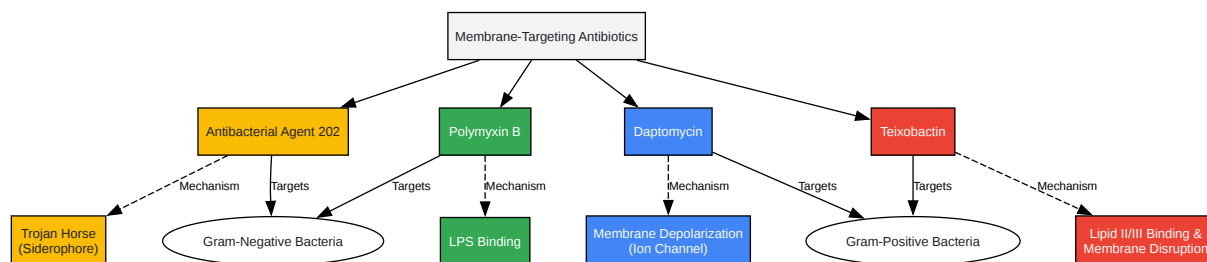 Membrane-Targeting Antibiotics
Antibacterial Agent 202
Polymyxin B
Daptomycin
Teixobactin
Mechanism
Targets
Targets
Mechanism
Mechanism
Targets
Targets
Mechanism
Trojan Horse
(Siderophore)
Gram-Negative Bacteria
LPS Binding
Membrane Depolarization
(Ion Channel)
Gram-Positive Bacteria
Lipid II/III Binding &
Membrane Disruption